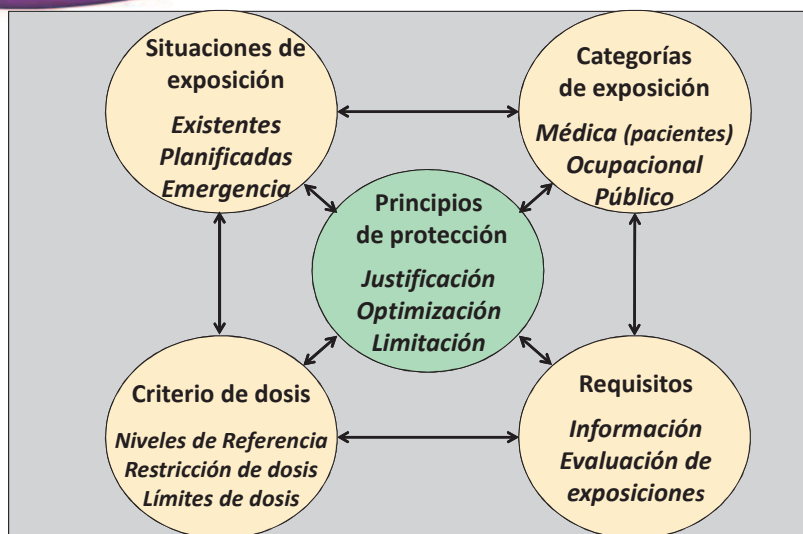 Situaciones de
exposición
Existentes
Planificadas
Emergencia
Categorías
de exposición
Médica (pacientes)
Ocupacional
Público
Principios
de protección
Justificación
Optimización
Limitación
Criterio de dosis
Niveles de Referencia
Restricción de dosis
Límites de dosis
Requisitos
Información
Evaluación de
exposiciones